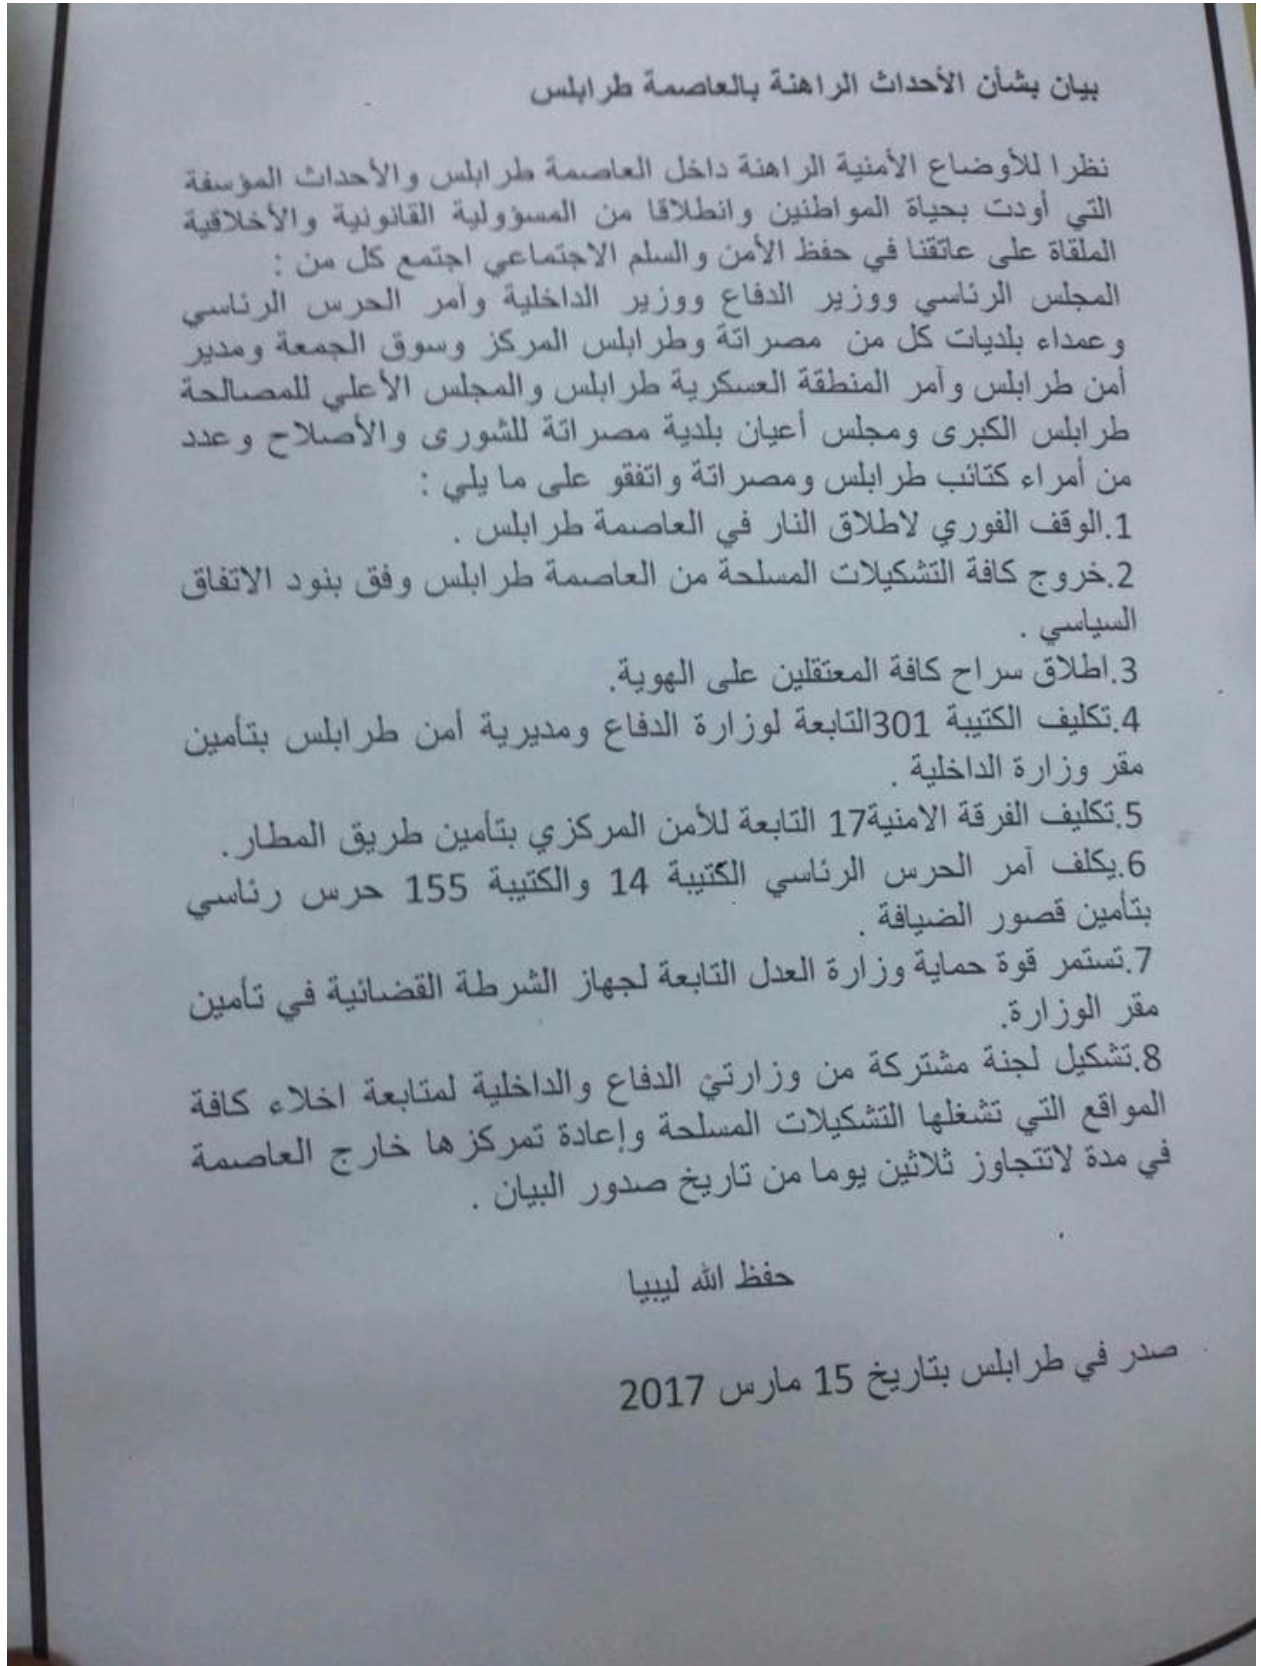 بيان بشأن الأحداث الراهنة بالعاصمة طرابلس
نظرا للأوضاع الأمنية الراهنة داخل العاصمة طرابلس والأحداث المؤسفة
التي أودت بحياة المواطنين وانطلاقا من المسؤولية القانونية والأخلاقية
الملقاة على عاتقنا في حفظ الأمن والسلم الاجتماعي اجتمع كل من :
المجلس الرئاسي ووزير الدفاع ووزير الداخلية وآمر الحرس الرئاسي
وعمداء بلديات كل من مصراتة وطرابلس المركز وسوق الجمعة ومدير
أمن طرابلس وآمر المنطقة العسكرية طرابلس والمجلس الأعلي للمصالحة
طرابلس الكبرى ومجلس أعيان بلدية مصراتة للشورى والأصلاح وعدد
من أمراء كتائب طرابلس ومصراتة واتفقو على ما يلي :
1.الوقف الفوري لاطلاق النار في العاصمة طرابلس .
2.خروج كافة التشكيلات المسلحة من العاصمة طرابلس وفق بنود الاتفاق
السياسي .
3.اطلاق سراح كافة المعتقلين على الهوية.
4.تكليف الكتيبة 301التابعة لوزارة الدفاع ومديرية أمن طرابلس بتأمين
مقر وزارة الداخلية .
5.تكليف الفرقة الامنية17 التابعة للأمن المركزي بتأمين طريق المطار.
6.يكلف آمر الحرس الرئاسي الكتيبة 14 والكتيبة 155 حرس رئاسي
بتأمين قصور الضيافة .
7.تستمر قوة حماية وزارة العدل التابعة لجهاز الشرطة القضائية في تأمين
مقر الوزارة.
8.تشكيل لجنة مشتركة من وزارتي الدفاع والداخلية لمتابعة اخلاء كافة
المواقع التي تشغلها التشكيلات المسلحة وإعادة تمركزها خارج العاصمة
في مدة لاتتجاوز ثلاثين يوما من تاريخ صدور البيان .
حفظ الله ليبيا
صدر في طرابلس بتاريخ 15 مارس 2017